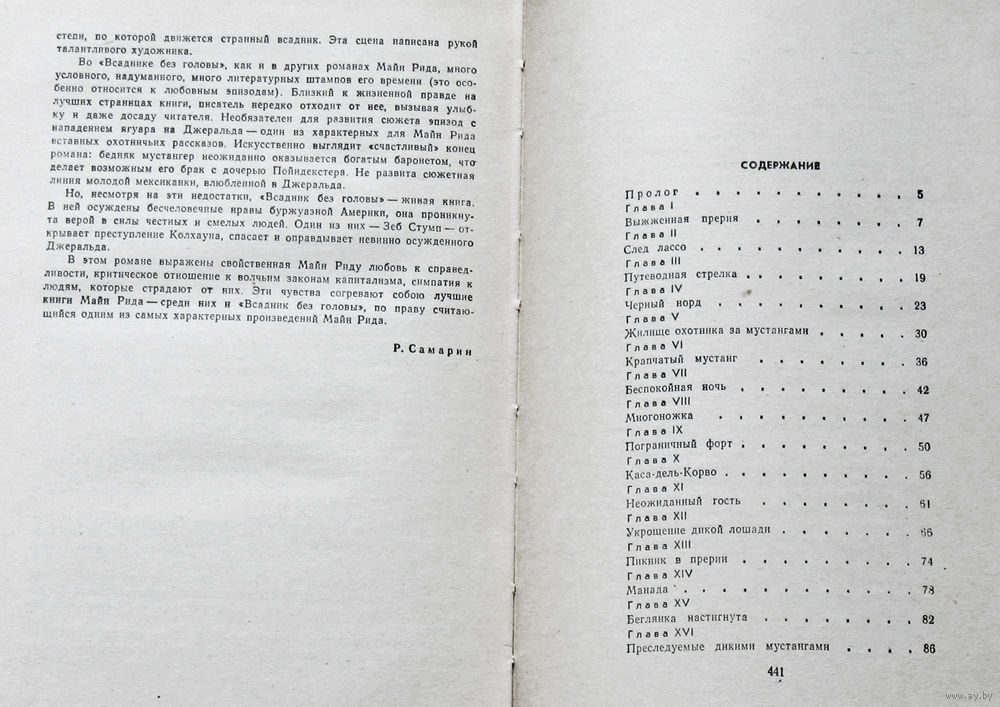 степи, по которой движется странный всадник. Эта сцена написана рукой
талантливого художника.
Во «Всаднике без головы», как и в других романах Майн Рида, много
условного, надуманного, много литературных штампов его времени (это осо-
бенно относится к любовным эпизодам). Близкий к жизненной правде на
лучших страницах книги, писатель нередко отходит от нее, вызывая улыб-
ку и даже досаду читателя. Необязателен для развития сюжета эпизод с
нападением ягуара на Джеральда — один из характерных для Майн Рида
вставных охотничьих рассказов. Искусственно выглядит «счастливый» конец
романа: бедняк мустангер неожиданно оказывается богатым баронетом, что
делает возможным его брак с дочерью Пойндекстера. Не развита сюжетная
линия молодой мексиканки, влюбленной в Джеральда.
Но, несмотря на эти недостатки, «Всадник без головы» — живая книга.
В ней осуждены бесчеловечные нравы буржуазной Америки, она проникну-
та верой в силы честных и смелых людей. Один из них — Зеб Стумп — от-
крывает преступление Колхауна, спасает и оправдывает невинно осужденного
Джеральда.
В этом романе выражены свойственная Майн Риду любовь к справед-
ливости, критическое отношение к волчьим законам капитализма, симпатия к
людям, которые страдают от них. Эти чувства согревают собою лучшие
книги Майн Рида — среди них и «Всадник без головы», по праву считаю-
щийся одним из самых характерных произведений Майн Рида.
Р. Самарин
СОДЕРЖАНИЕ
Пролог . . . . . . . . . . . 5
Глава I
Выжженная прерия . . . . . . . 7
Глава II
След лассо . . . . . . . . . . 13
Глава III
Путеводная стрелка . . . . . . . . 19
Глава IV
Черный норд . . . . . . . . . . 23
Глава V
Жилище охотника за мустангами . . . . . 30
Глава VI
Крапчатый мустанг . . . . . . . . 36
Глава VII
Беспокойная ночь . . . . . . . . . 42
Глава VIII
Многоножка . . . . . . . . . . 47
Глава IX
Пограничный форт . . . . . . . . . 50
Глава X
Каса-дель-Корво . . . . . . . . . . 56
Глава XI
Неожиданный гость . . . . . . . . 61
Глава XII
Укрощение дикой лошади . . . . . . . 66
Глава XIII
Пикник в прерии . . . . . . . . . 74
Глава XIV
Манада . . . . . . . . . . . . 78
Глава XV
Беглянка настигнута . . . . . . . . 82
Глава XVI
Преследуемые дикими мустангами . . . . 86
441
www.ay.by